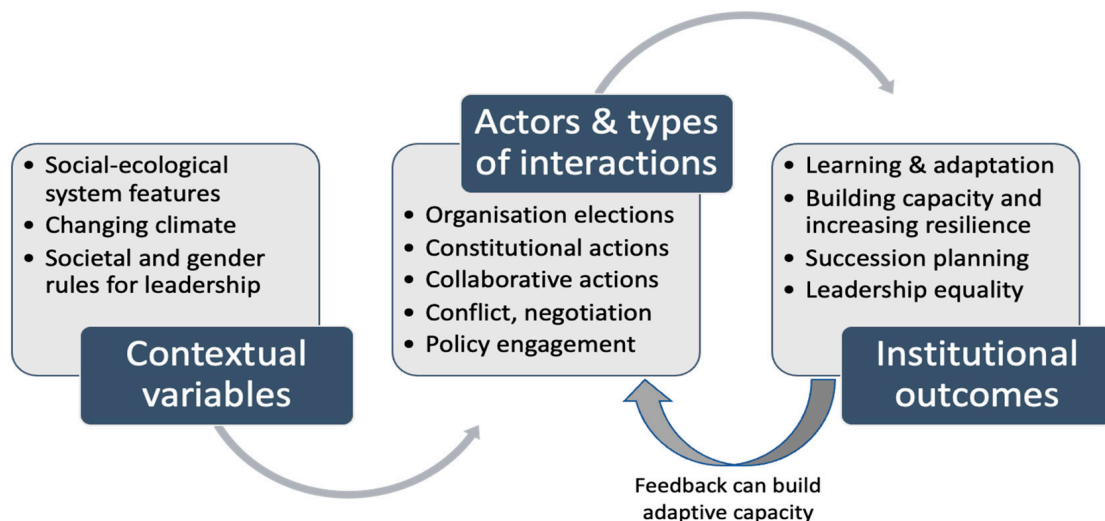 • Social-ecological
system features
• Changing climate
• Societal and gender
rules for leadership
Contextual
variables
Actors & types
of interactions
• Organisation elections
• Constitutional actions
• Collaborative actions
• Conflict, negotiation
• Policy engagement
• Learning & adaptation
• Building capacity and
increasing resilience
• Succession planning
• Leadership equality
Institutional
outcomes
Feedback can build
adaptive capacity